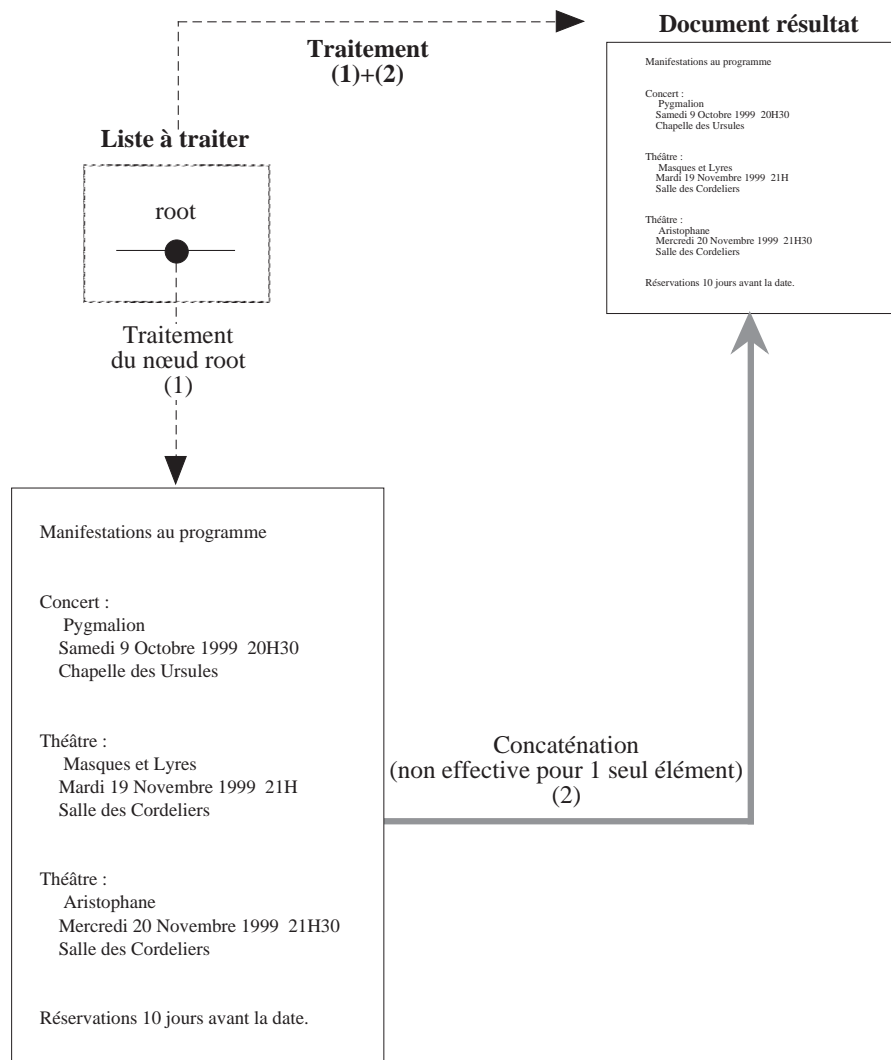 Document résultat
Traitement
(1)+(2)
Manifestations au programme
Concert :
Pygmalion
Samedi 9 Octobre 1999 20H30
Chapelle des Ursules
Théâtre :
Masques et Lyres
Mardi 19 Novembre 1999 21H
Salle des Cordeliers
Théâtre :
Aristophane
Mercredi 20 Novembre 1999 21H30
Salle des Cordeliers
Réservations 10 jours avant la date.
Liste à traiter
root
Traitement
du nœud root
(1)
Manifestations au programme
Concert :
Pygmalion
Samedi 9 Octobre 1999 20H30
Chapelle des Ursules
Théâtre :
Masques et Lyres
Mardi 19 Novembre 1999 21H
Salle des Cordeliers
Théâtre :
Aristophane
Mercredi 20 Novembre 1999 21H30
Salle des Cordeliers
Réservations 10 jours avant la date.
Concaténation
(non effective pour 1 seul élémént)
(2)